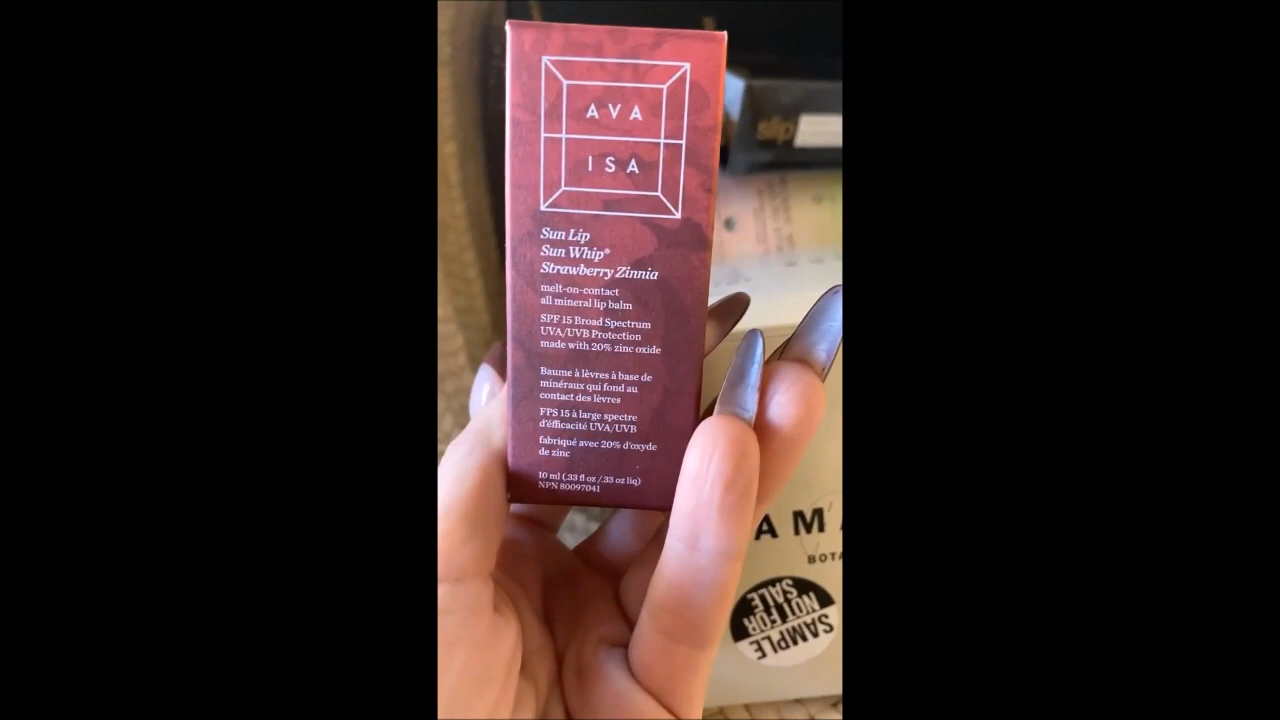 AVA
ISA
Sun Lip
Sun Whip®
Strawberry Zinnia
melt-on-contact
all mineral lip balm
SPF 15 Broad Spectrum
UVA/UVB Protection
made with 20% zinc oxide
Baume à lèvres à base de
minéraux qui fond au
contact des lèvres
FPS 15 à large spectre
d'éfficacité UVA/UVB
fabriqué avec 20% d'oxyde
de zinc
10 ml (.33 fl oz /.33 oz liq)
NPN 80097041
slip
AMA
BOTA
SAMPLE
NOT FOR
SALE